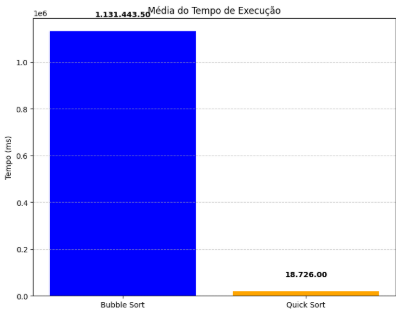 Média do Tempo de Execução
1e6
1.131.443.50
1.0
0.8
0.6
0.4
0.2
0.0
Tempo (ms)
18.726.00
Bubble Sort
Quick Sort